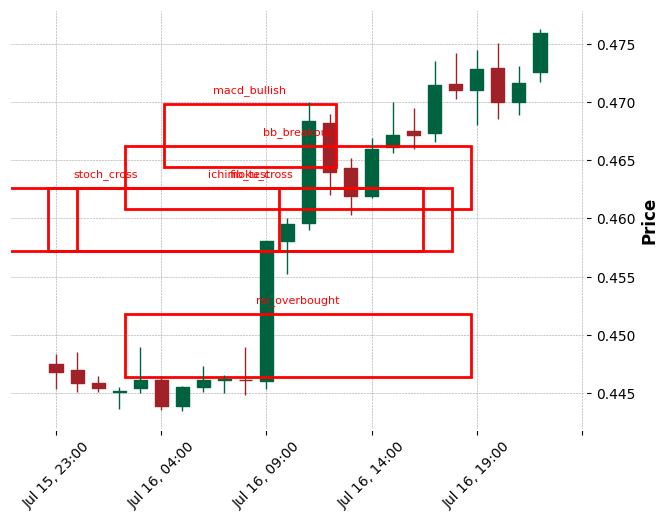 macd_bullish
bb_breakout
stoch_cross
rsi_overbought
0.475
0.470
0.465
0.460
0.455
0.450
0.445
Price
Jul 15, 23:00
Jul 16, 04:00
Jul 16, 09:00
Jul 16, 14:00
Jul 16, 19:00